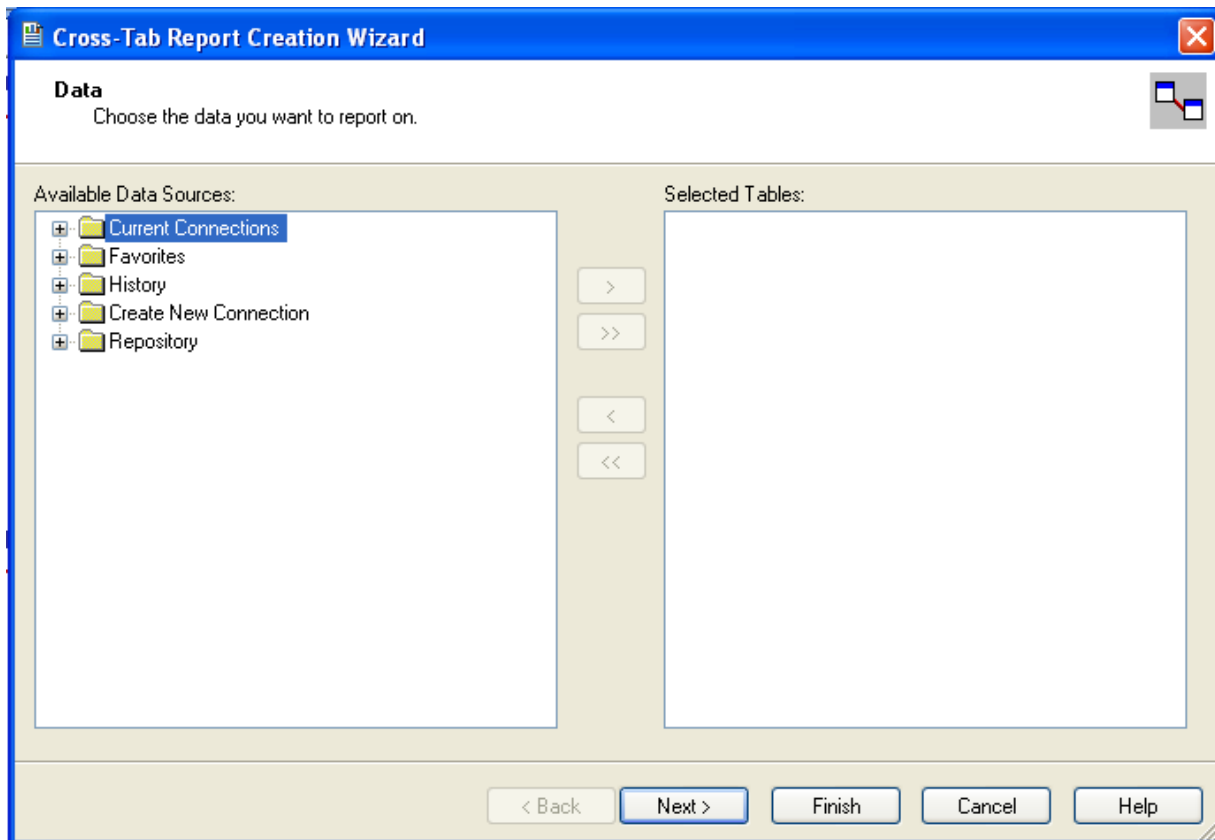 Cross-Tab Report Creation Wizard
Data
Choose the data you want to report on.
Available Data Sources:
Selected Tables:
Current Connections
Favorites
History
Create New Connection
Repository
>
>>
<
<<
< Back
Next >
Finish
Cancel
Help